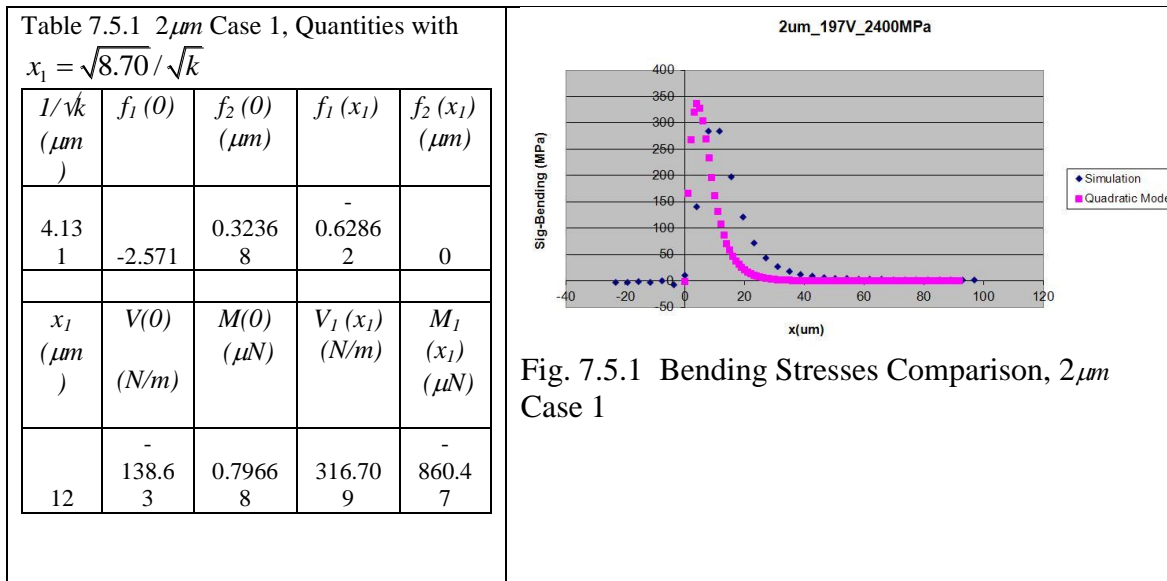 Table 7.5.1 2μm Case 1, Quantities with
x₁ = √8.70 / √k
1/√k
(μm
)
f₁ (0)
f₂ (0)
(μm)
f₁ (x₁)
f₂ (x₁)
(μm)
4.13
1
-2.571
0.3236
8
-
0.6286
2
0
x₁
(μm
)
V(0)
(N/m)
M(0)
(μN)
V₁ (x₁)
(N/m)
M₁
(x₁)
(μN)
12
-
138.6
3
0.7966
8
316.70
9
-
860.4
7
2um_197V_2400MPa
Sig-Bending (MPa)
400
350
300
250
200
150
100
50
0
-50
-40
-20
0
20
40
60
80
100
120
x(um)
Simulation
Quadratic Mode
Fig. 7.5.1 Bending Stresses Comparison, 2μm
Case 1